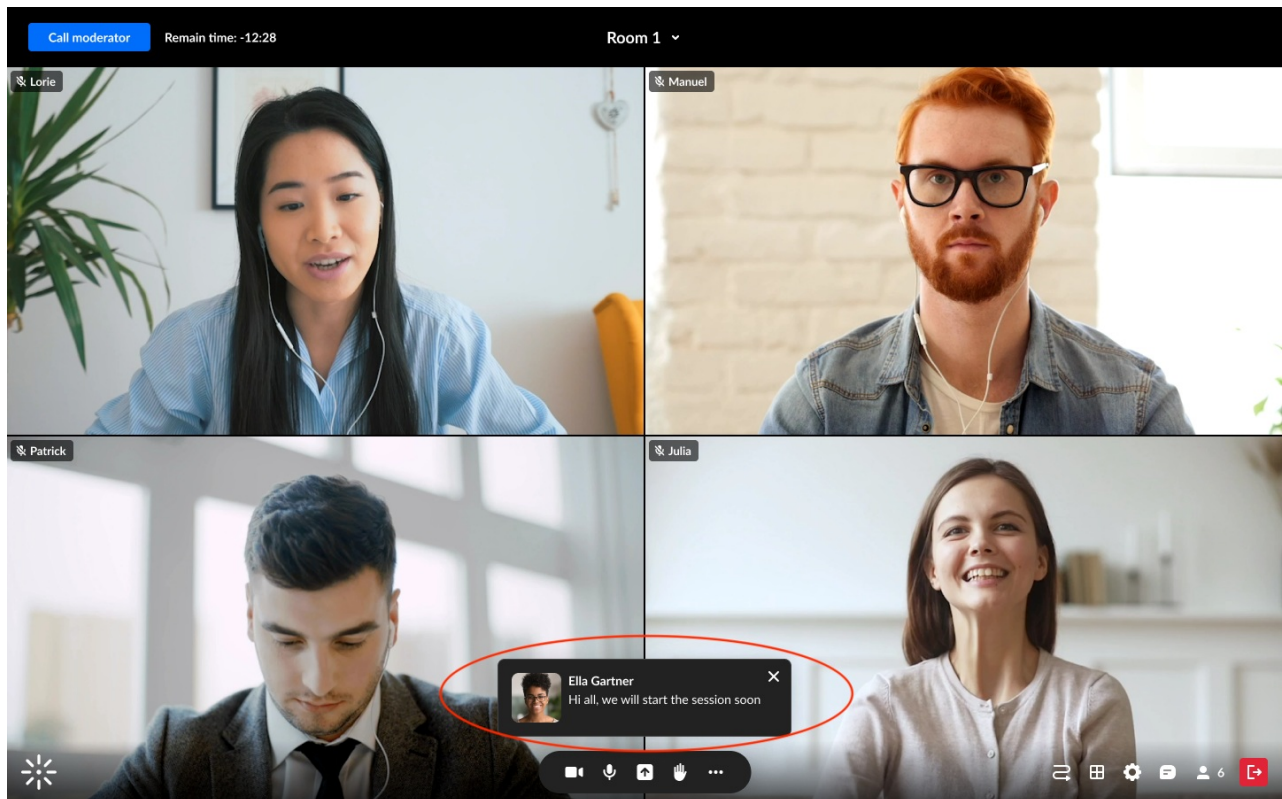 Call moderator
Remain time: -12:28
Room 1
Lorie
Manuel
Patrick
Julia
Ella Gartner
Hi all, we will start the session soon
6